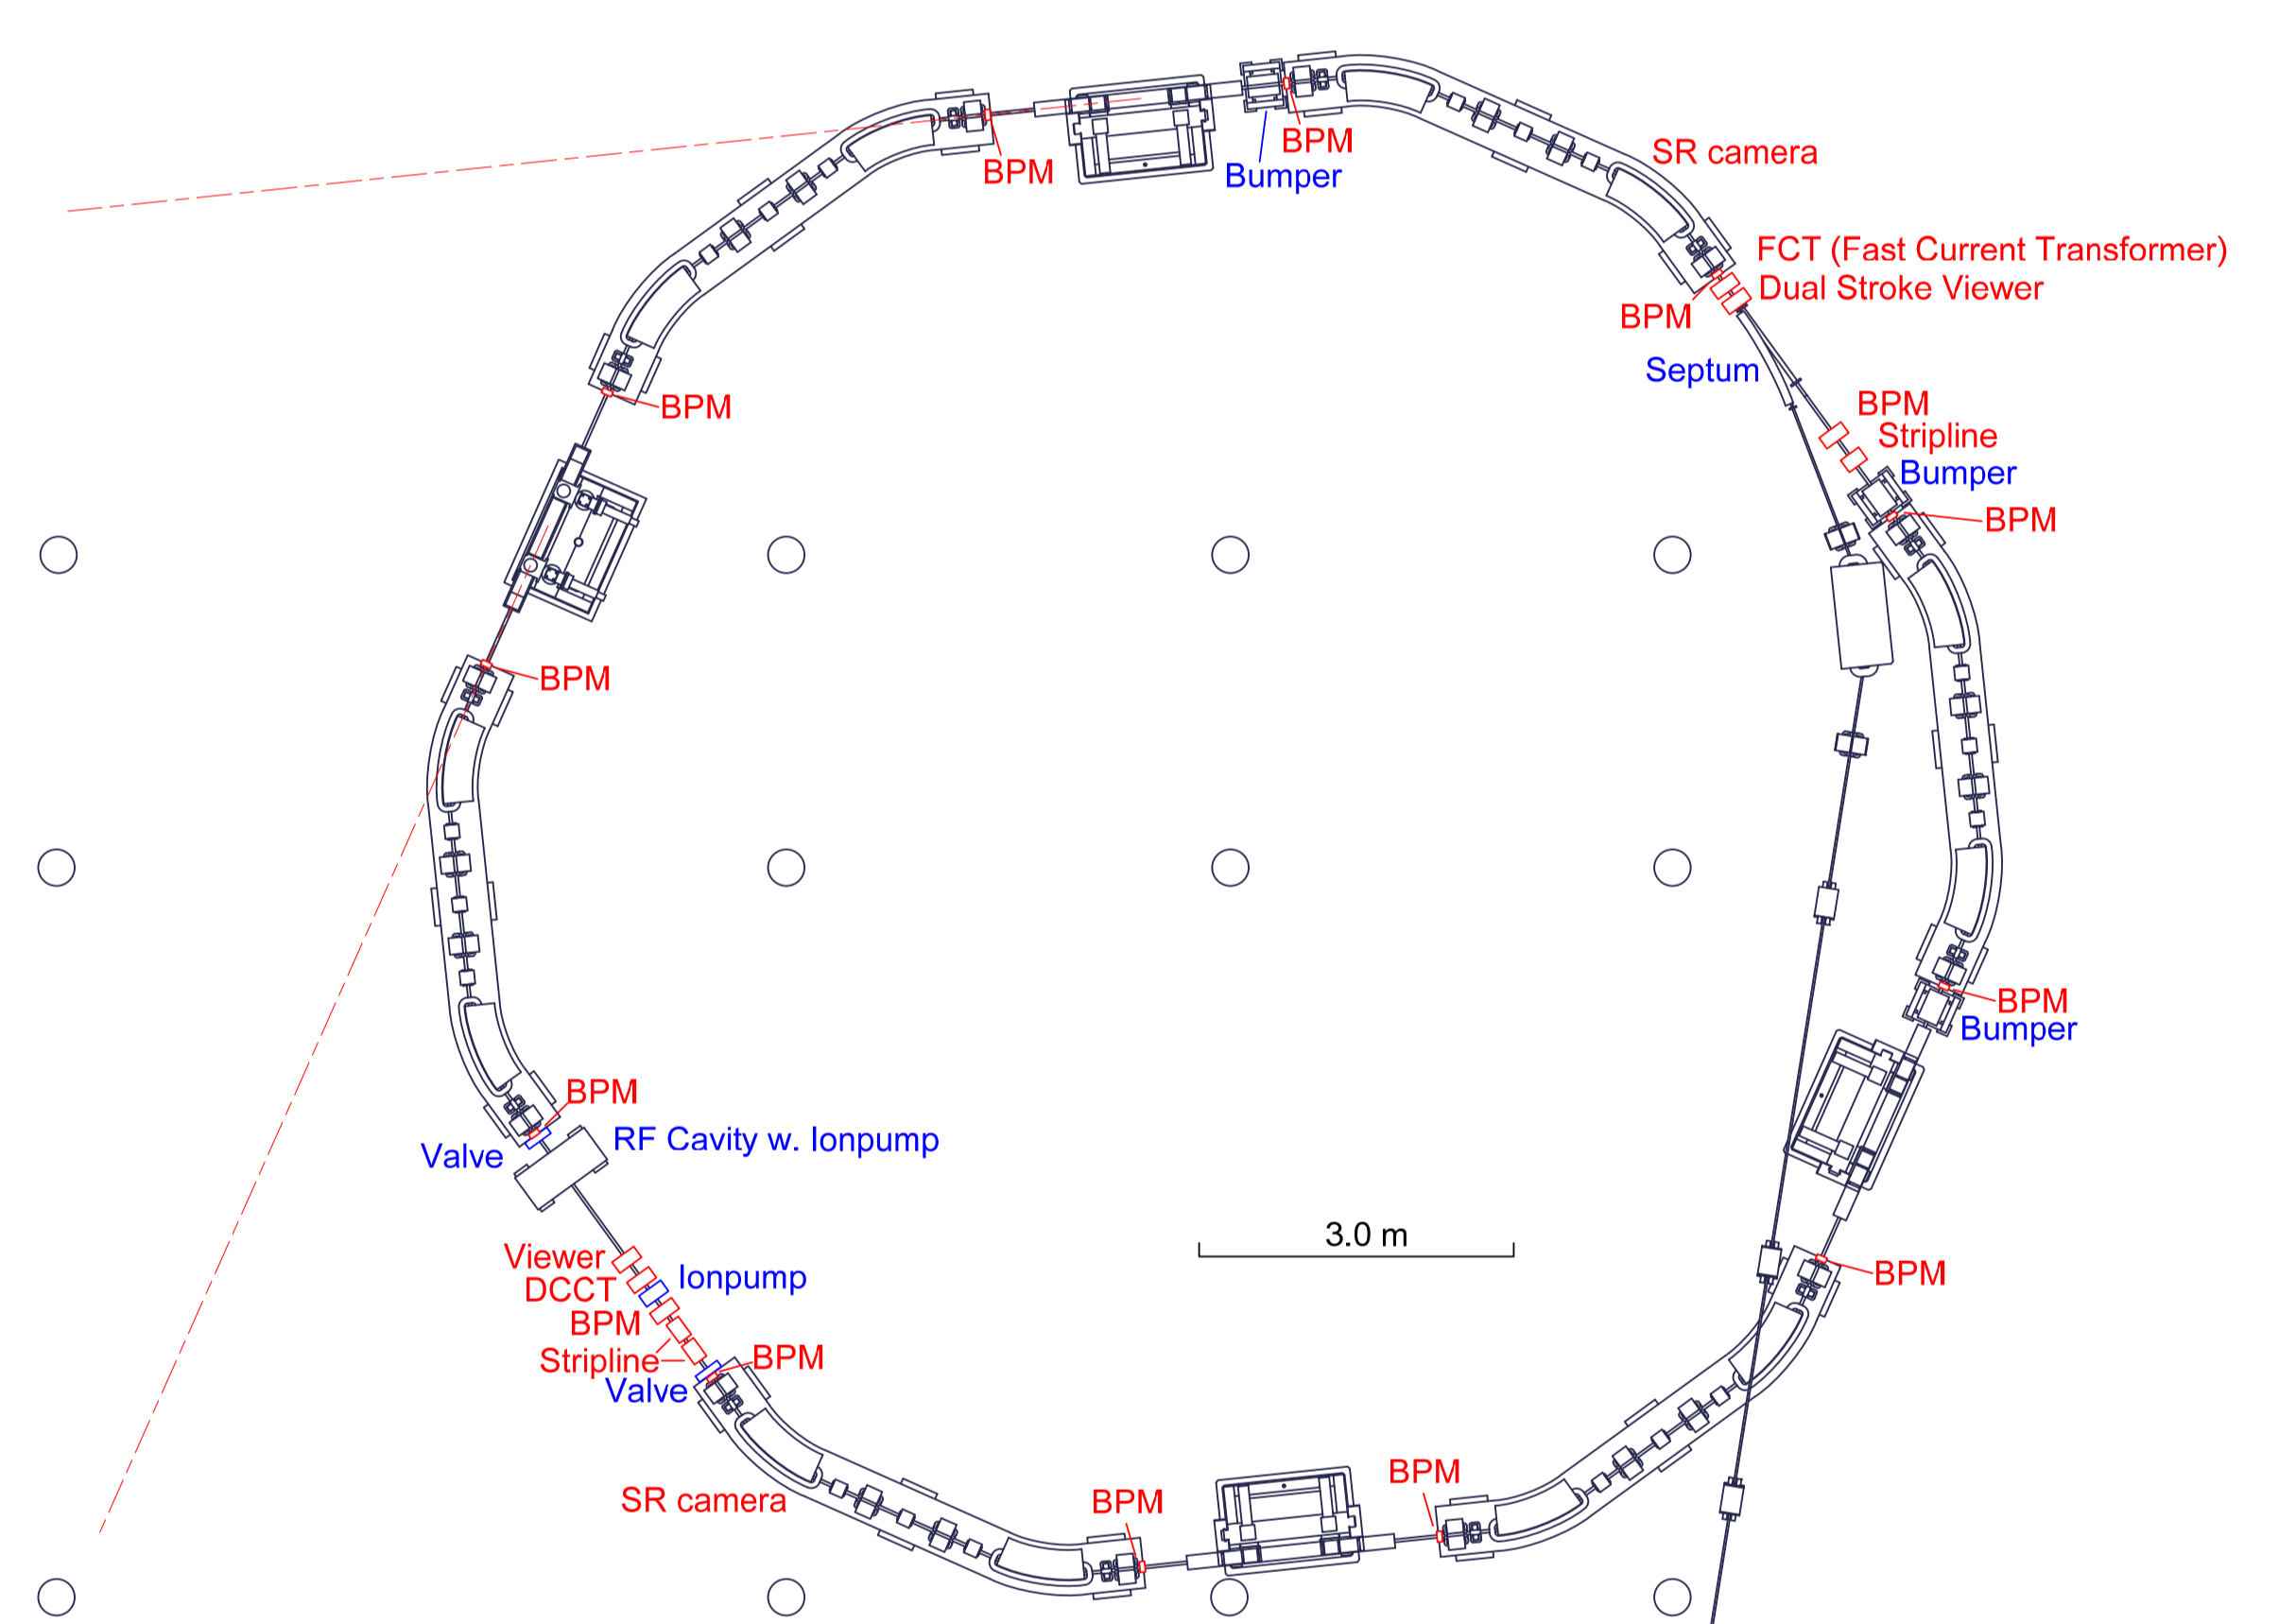 BPM
Bumper
BPM
SR camera
FCT (Fast Current Transformer)
Dual Stroke Viewer
BPM
Septum
BPM
Stripline
Bumper
BPM
BPM
BPM
BPM
Bumper
BPM
Valve
RF Cavity w. Ionpump
3.0 m
Viewer
DCCT
Ionpump
BPM
Stripline
BPM
Valve
BPM
SR camera
BPM
BPM